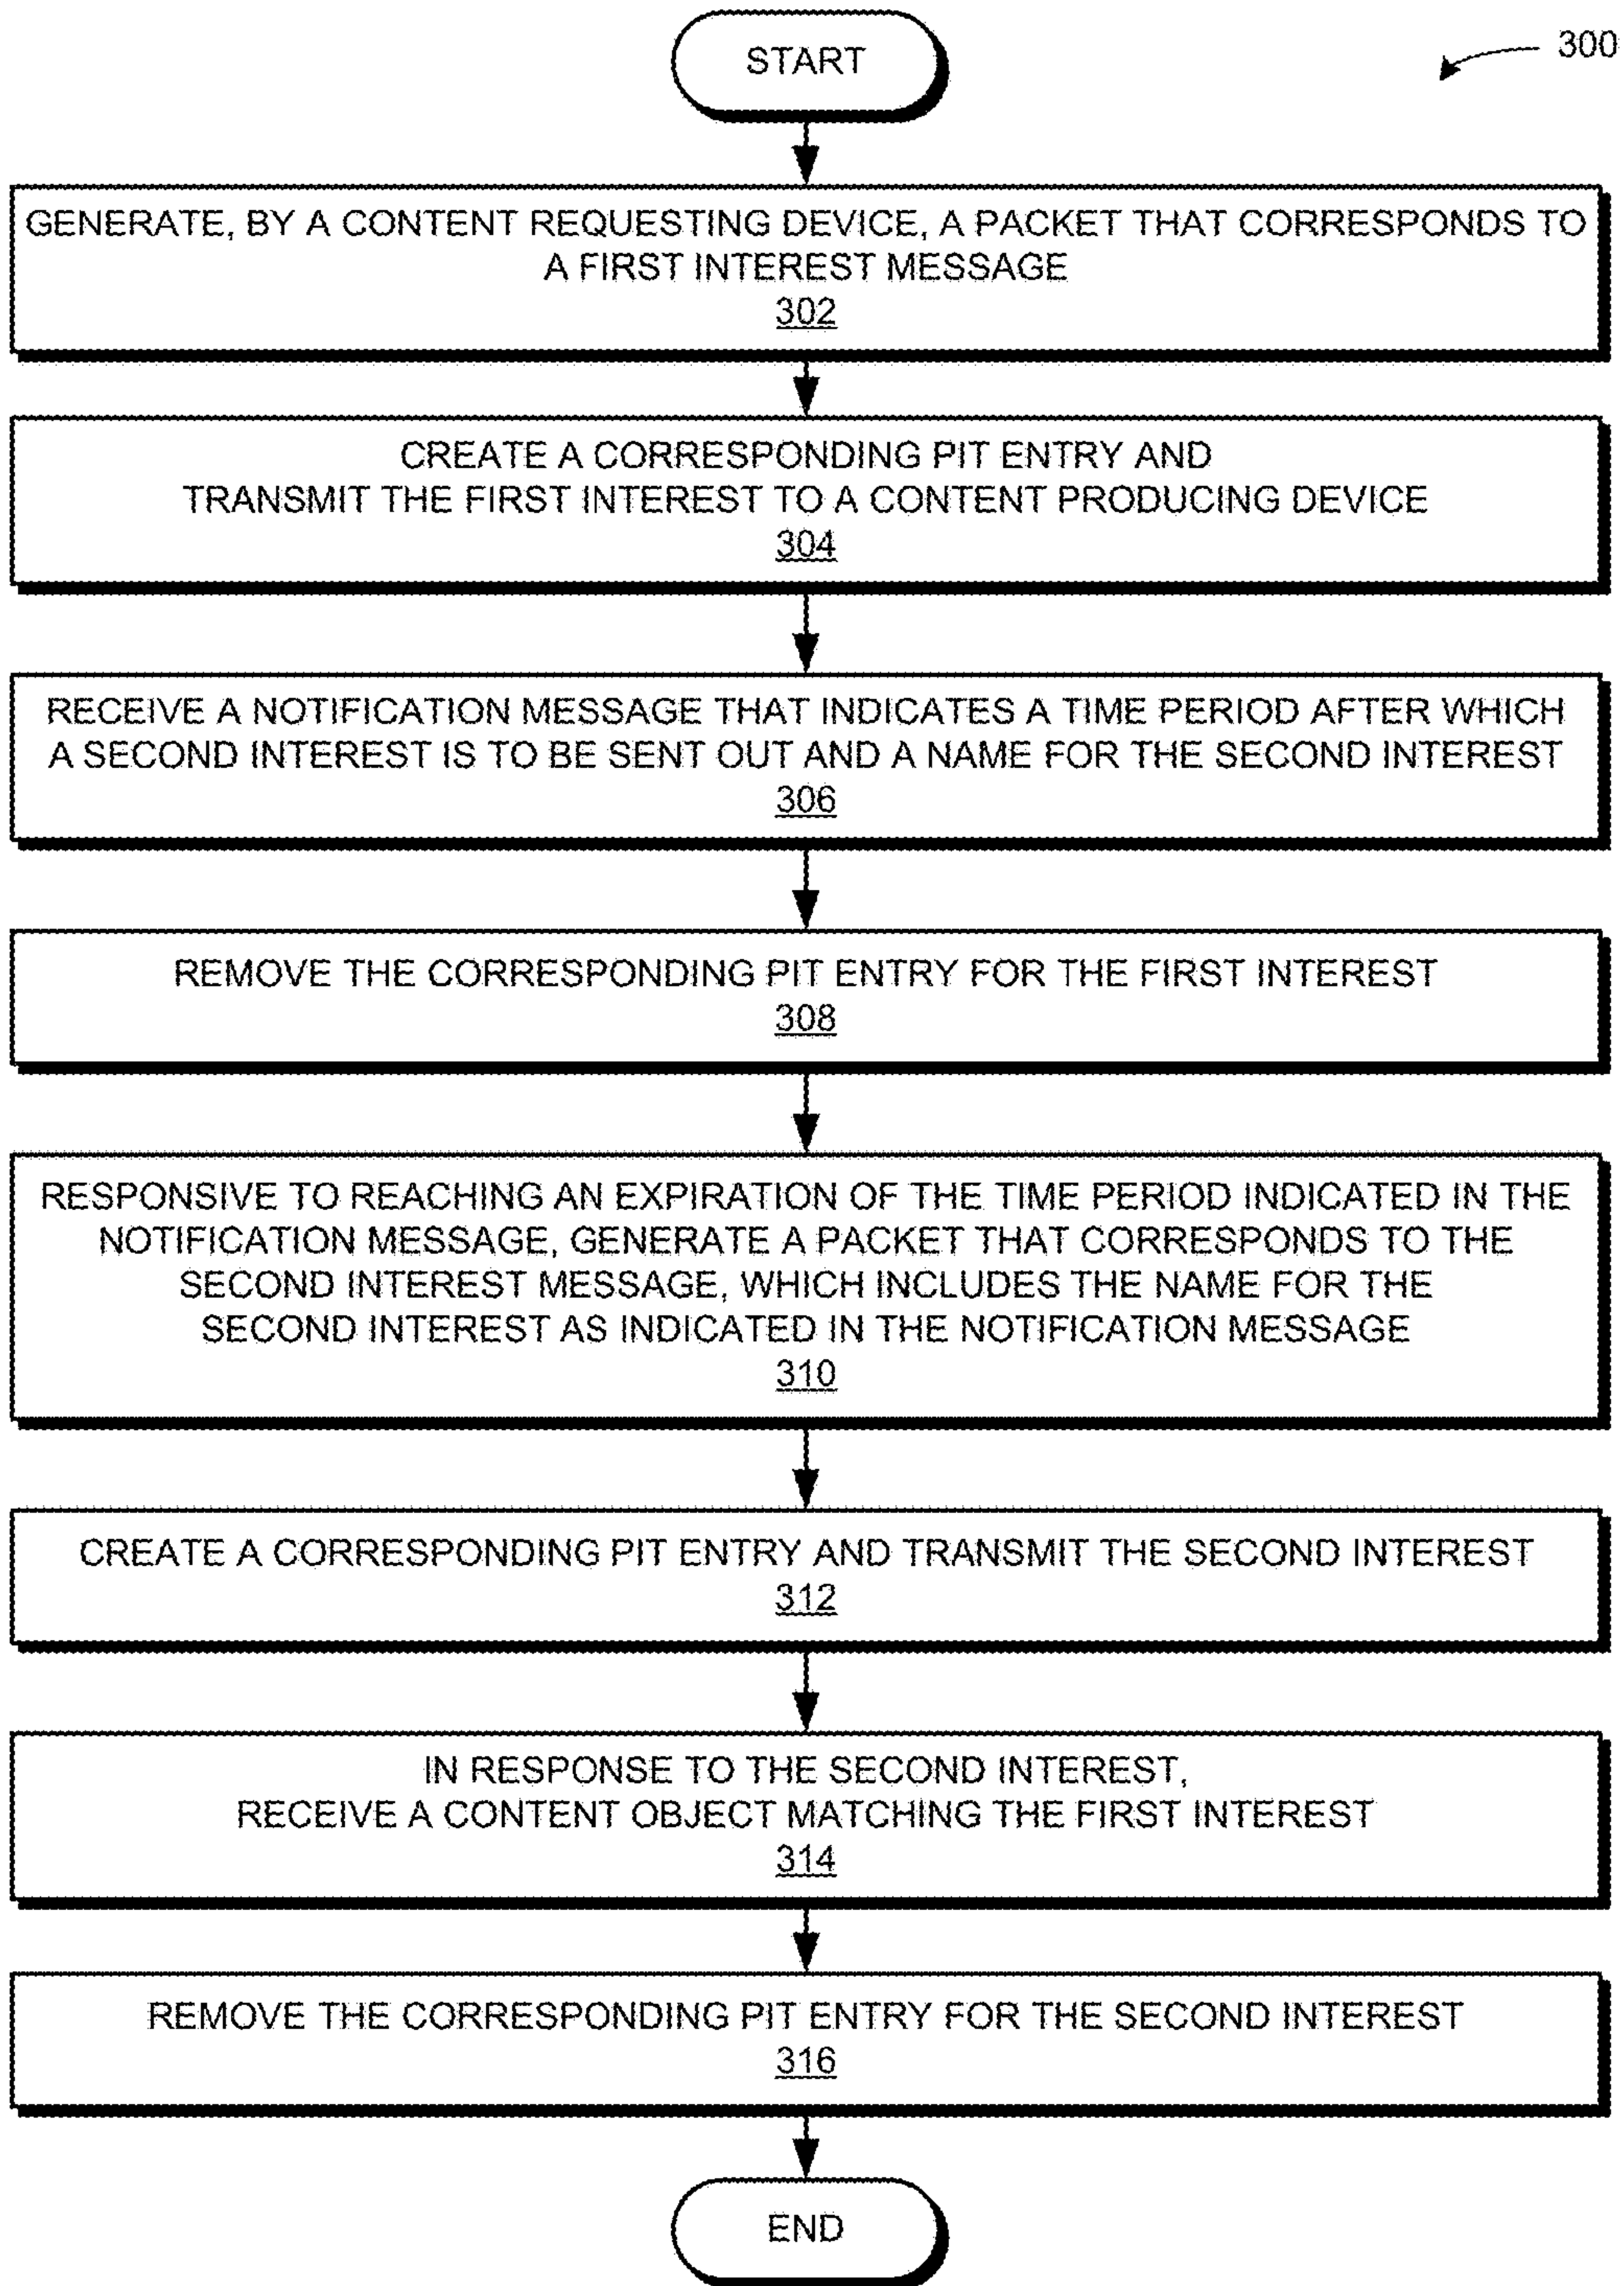 START
300
GENERATE, BY A CONTENT REQUESTING DEVICE, A PACKET THAT CORRESPONDS TO
A FIRST INTEREST MESSAGE
302
CREATE A CORRESPONDING PIT ENTRY AND
TRANSMIT THE FIRST INTEREST TO A CONTENT PRODUCING DEVICE
304
RECEIVE A NOTIFICATION MESSAGE THAT INDICATES A TIME PERIOD AFTER WHICH
A SECOND INTEREST IS TO BE SENT OUT AND A NAME FOR THE SECOND INTEREST
306
REMOVE THE CORRESPONDING PIT ENTRY FOR THE FIRST INTEREST
308
RESPONSIVE TO REACHING AN EXPIRATION OF THE TIME PERIOD INDICATED IN THE
NOTIFICATION MESSAGE, GENERATE A PACKET THAT CORRESPONDS TO THE
SECOND INTEREST MESSAGE, WHICH INCLUDES THE NAME FOR THE
SECOND INTEREST AS INDICATED IN THE NOTIFICATION MESSAGE
310
CREATE A CORRESPONDING PIT ENTRY AND TRANSMIT THE SECOND INTEREST
312
IN RESPONSE TO THE SECOND INTEREST,
RECEIVE A CONTENT OBJECT MATCHING THE FIRST INTEREST
314
REMOVE THE CORRESPONDING PIT ENTRY FOR THE SECOND INTEREST
316
END